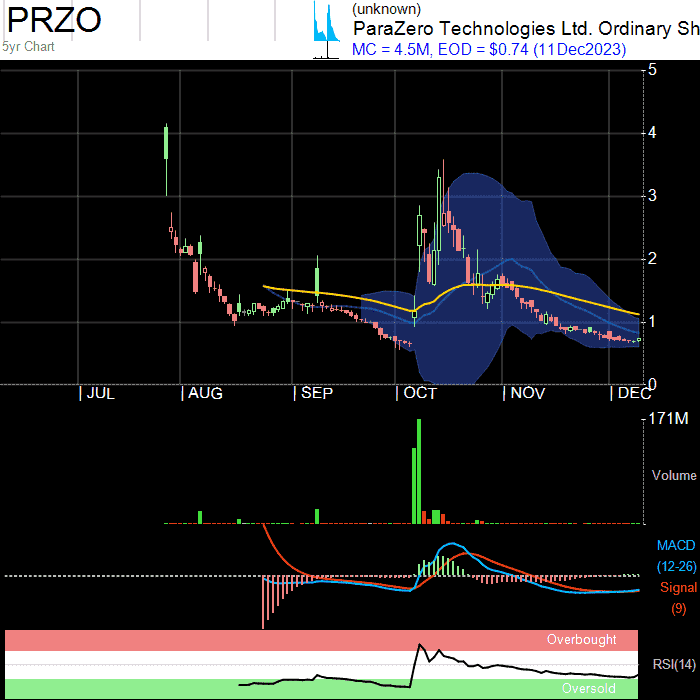 PRZO
5yr Chart
(unknown)
ParaZero Technologies Ltd. Ordinary Sh
MC = 4.5M, EOD = $0.74 (11Dec2023)
5
4
3
2
1
0
JUL
AUG
SEP
OCT
NOV
DEC
171M
Volume
MACD
(12-26)
Signal
(9)
Overbought
RSI(14)
Oversold